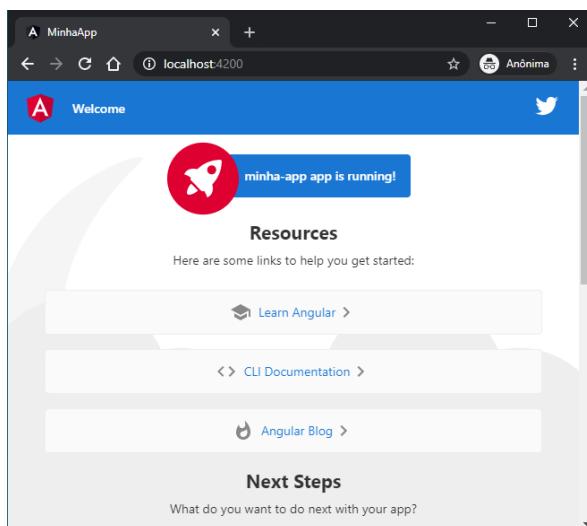 MinhaApp
localhost:4200
Anônima
Welcome
minha-app app is running!
Resources
Here are some links to help you get started:
Learn Angular
CLI Documentation
Angular Blog
Next Steps
What do you want to do next with your app?